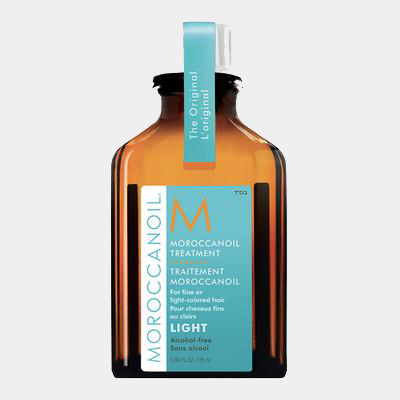 The Original
L'original
MOROCCANOIL®
M
MOROCCANOIL
TREATMENT
TRAITEMENT
MOROCCANOIL
For fine or
light-colored hair
Pour cheveux fins
ou clairs
LIGHT
Alcohol-free
Sans alcool
0.85 FL.OZ. / 25 ml